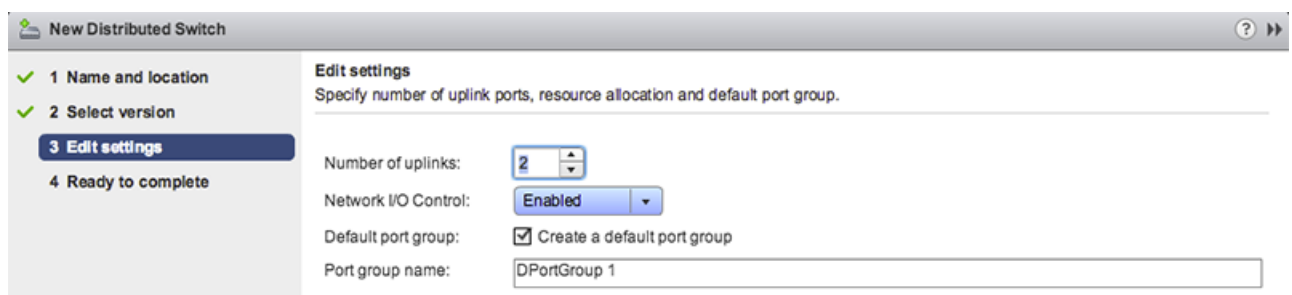 New Distributed Switch
?
1 Name and location
2 Select version
3 Edit settings
4 Ready to complete
Edit settings
Specify number of uplink ports, resource allocation and default port group.
Number of uplinks: 2
Network I/O Control: Enabled
Default port group: Create a default port group
Port group name: DPortGroup 1